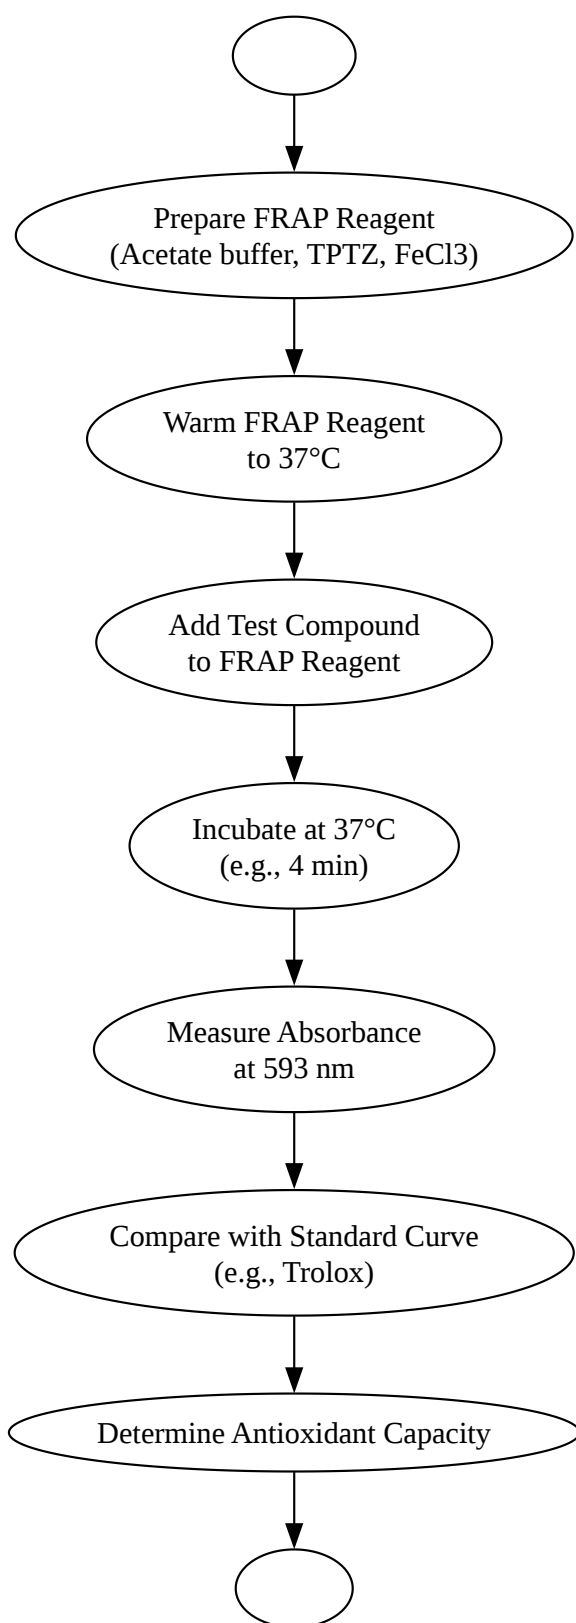 Prepare FRAP Reagent
(Acetate buffer, TPTZ, FeCl3)
Warm FRAP Reagent
to 37°C
Add Test Compound
to FRAP Reagent
Incubate at 37°C
(e.g., 4 min)
Measure Absorbance
at 593 nm
Compare with Standard Curve
(e.g., Trolox)
Determine Antioxidant Capacity